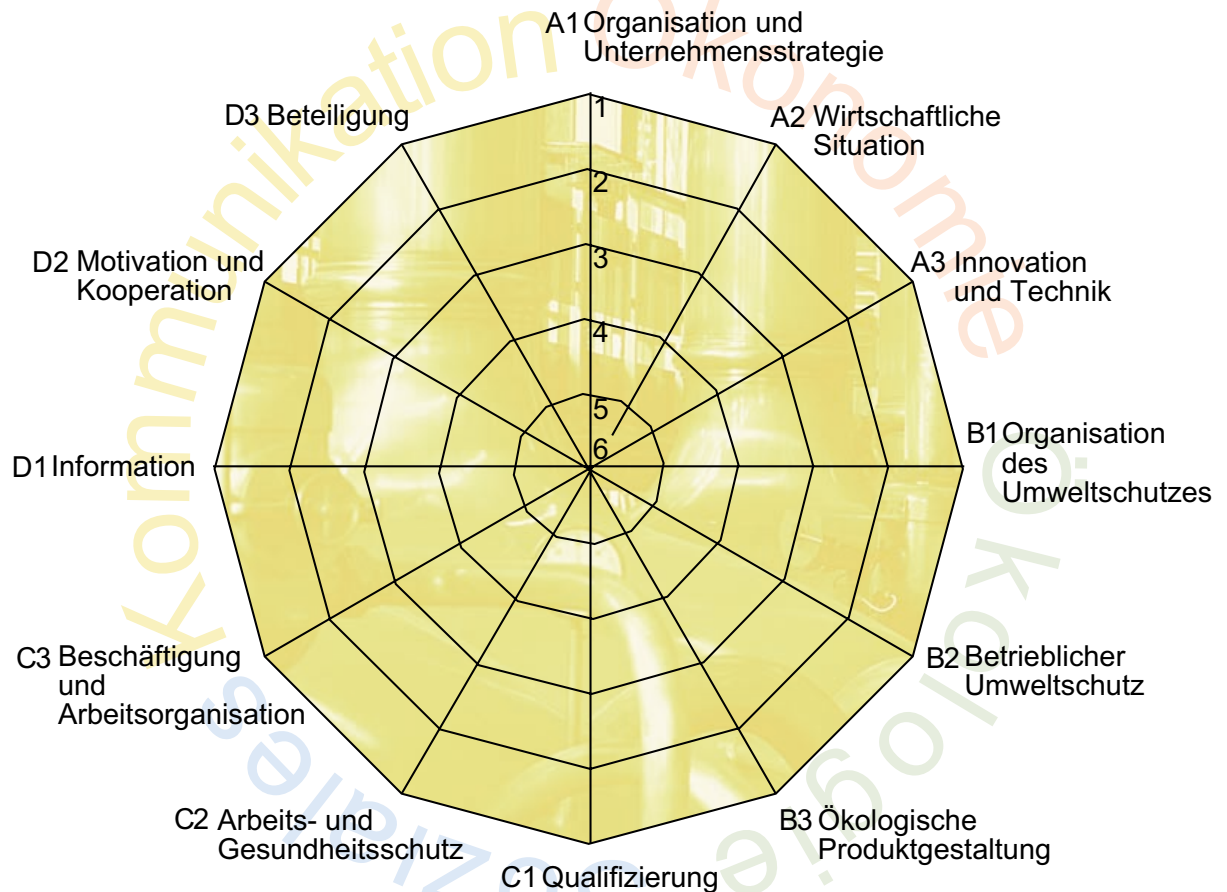 A1 Organisation und
Unternehmensstrategie
A2 Wirtschaftliche
Situation
A3 Innovation
und Technik
B1 Organisation
des
Umweltschutzes
B2 Betrieblicher
Umweltschutz
B3 Ökologische
Produktgestaltung
C1 Qualifizierung
C2 Arbeits- und
Gesundheitsschutz
C3 Beschäftigung
und
Arbeitsorganisation
D1 Information
D2 Motivation und
Kooperation
D3 Beteiligung
1
2
3
4
5
6
Ökonomie
Ökologie
Soziales
Kommunikation